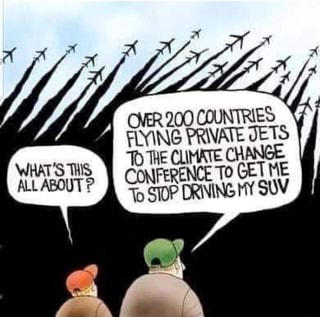 WHAT'S THIS
ALL ABOUT?
OVER 200 COUNTRIES
FLYING PRIVATE JETS
TO THE CLIMATE CHANGE
CONFERENCE TO GET ME
TO STOP DRIVING MY SUV